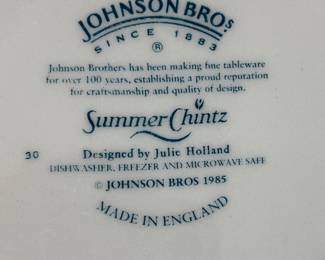 JOHNSON BROS
SINCE 1883
®
Johnson Brothers has been making fine tableware
for over 100 years, establishing a proud reputation
for craftsmanship and quality of design.
Summer Chintz
30
Designed by Julie Holland
DISHWASHER, FREEZER AND MICROWAVE SAFE
© JOHNSON BROS 1985
MADE IN ENGLAND